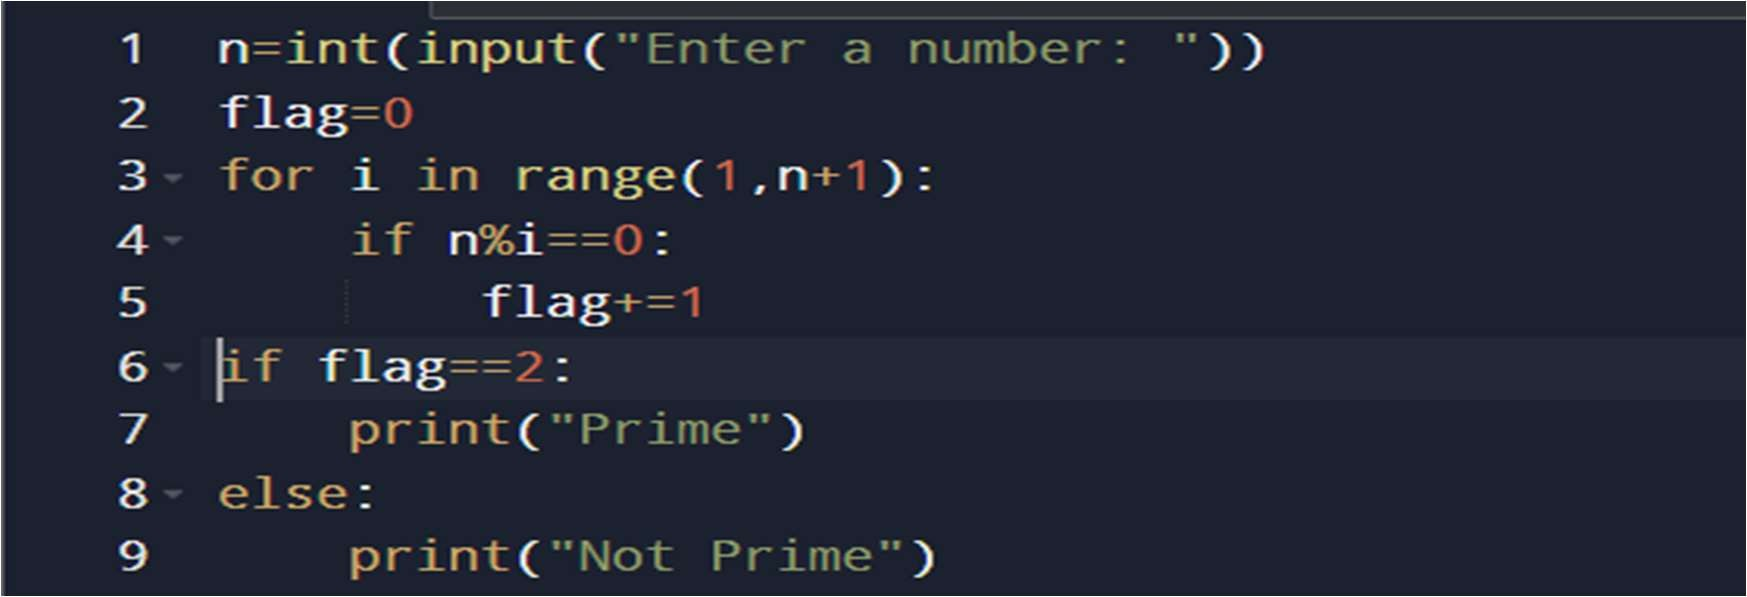 1 n=int(input("Enter a number: "))
2 flag=0
3 for i in range(1,n+1):
4     if n%i==0:
5         flag+=1
6 if flag==2:
7     print("Prime")
8 else:
9     print("Not Prime")